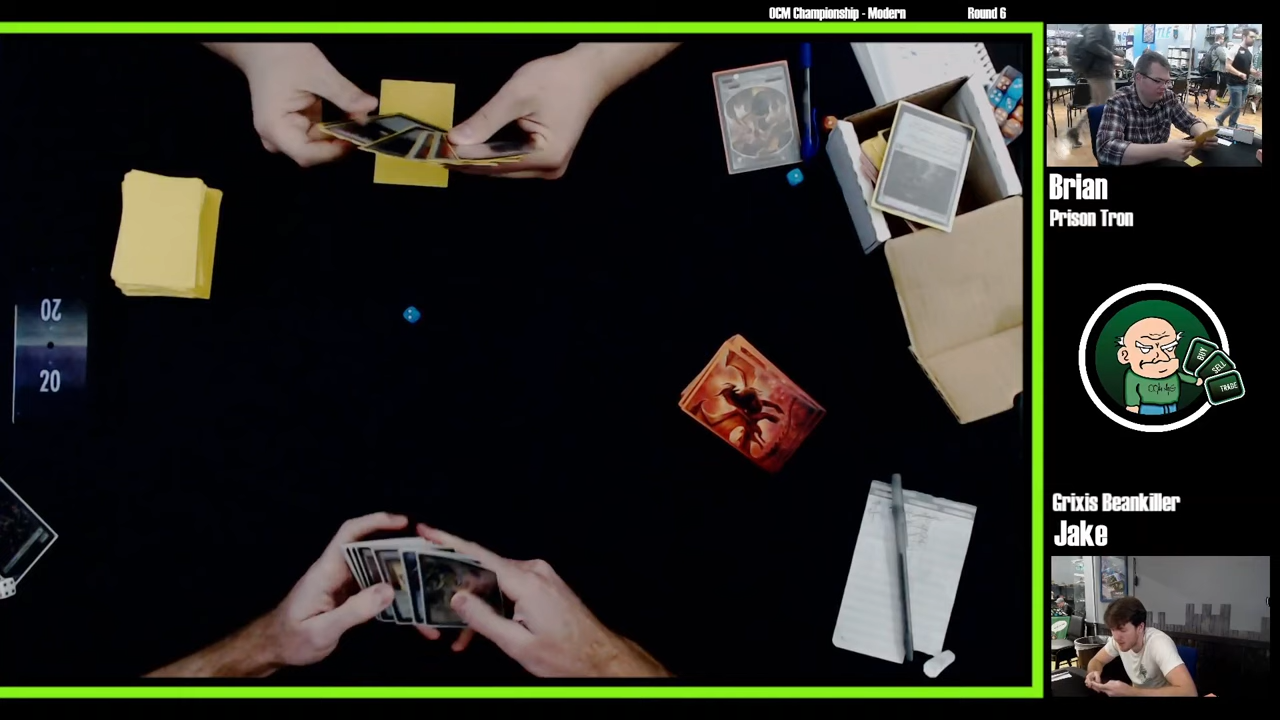 OCM Championship - Modern
Round 6
Brian
Prison Tron
BUY
SELL
TRADE
Grixis Beankiller
Jake
20
20